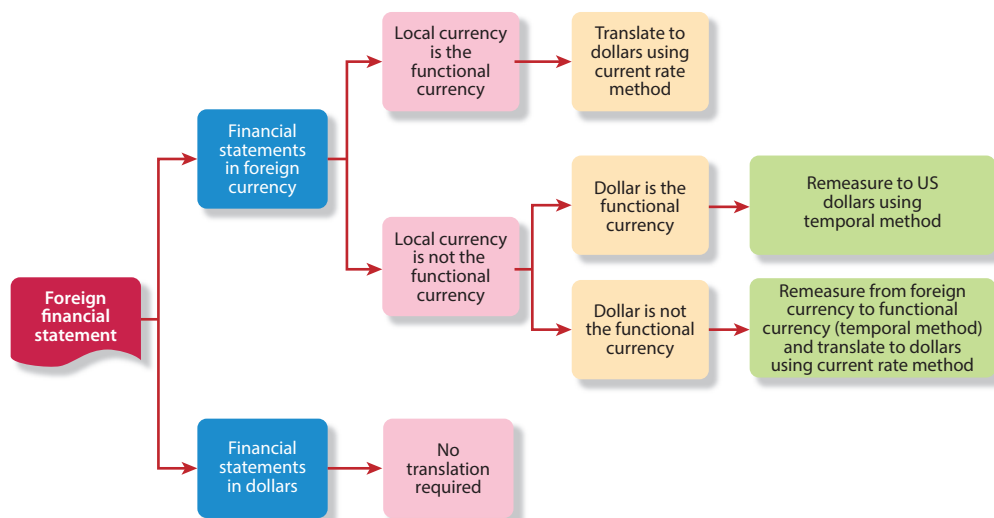 Foreign
financial
statement
Financial
statements
in foreign
currency
Local currency
is the
functional
currency
Translate to
dollars using
current rate
method
Local currency
is not the
functional
currency
Dollar is the
functional
currency
Remeasure to US
dollars using
temporal method
Dollar is not
the functional
currency
Remeasure from foreign
currency to functional
currency (temporal method)
and translate to dollars
using current rate method
Financial
statements
in dollars
No
translation
required